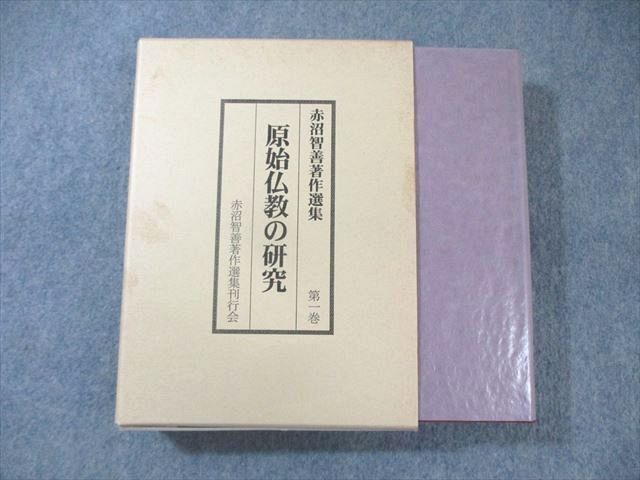 赤沼智善著作選集 第一巻
原始仏教の研究
赤沼智善著作選集刊行会